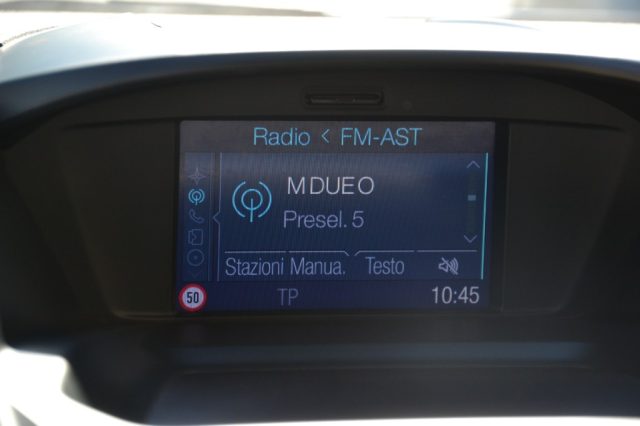 Radio < FM-AST
MDUEO
Presel. 5
Stazioni Manua. Testo
50 TP 10:45